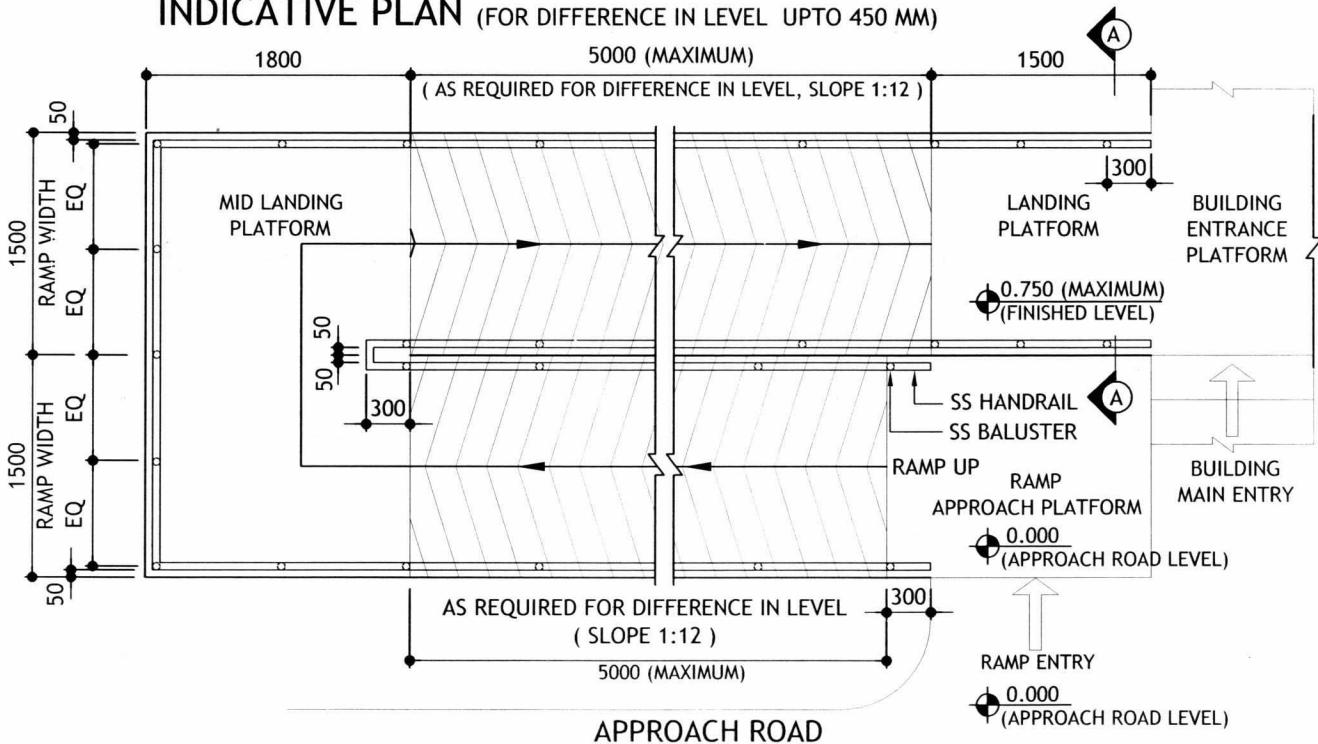 INDICATIVE PLAN (FOR DIFFERENCE IN LEVEL UPTO 450 MM)
A
1800
5000 (MAXIMUM)
1500
( AS REQUIRED FOR DIFFERENCE IN LEVEL, SLOPE 1:12 )
50
300
1500
RAMP WIDTH
EQ
EQ
MID LANDING
PLATFORM
LANDING
PLATFORM
BUILDING
ENTRANCE
PLATFORM
0.750 (MAXIMUM)
(FINISHED LEVEL)
50
50
300
SS HANDRAIL
A
SS BALUSTER
1500
RAMP WIDTH
EQ
EQ
RAMP UP
RAMP
APPROACH PLATFORM
BUILDING
MAIN ENTRY
0.000
(APPROACH ROAD LEVEL)
50
AS REQUIRED FOR DIFFERENCE IN LEVEL
( SLOPE 1:12 )
300
5000 (MAXIMUM)
RAMP ENTRY
0.000
(APPROACH ROAD LEVEL)
APPROACH ROAD